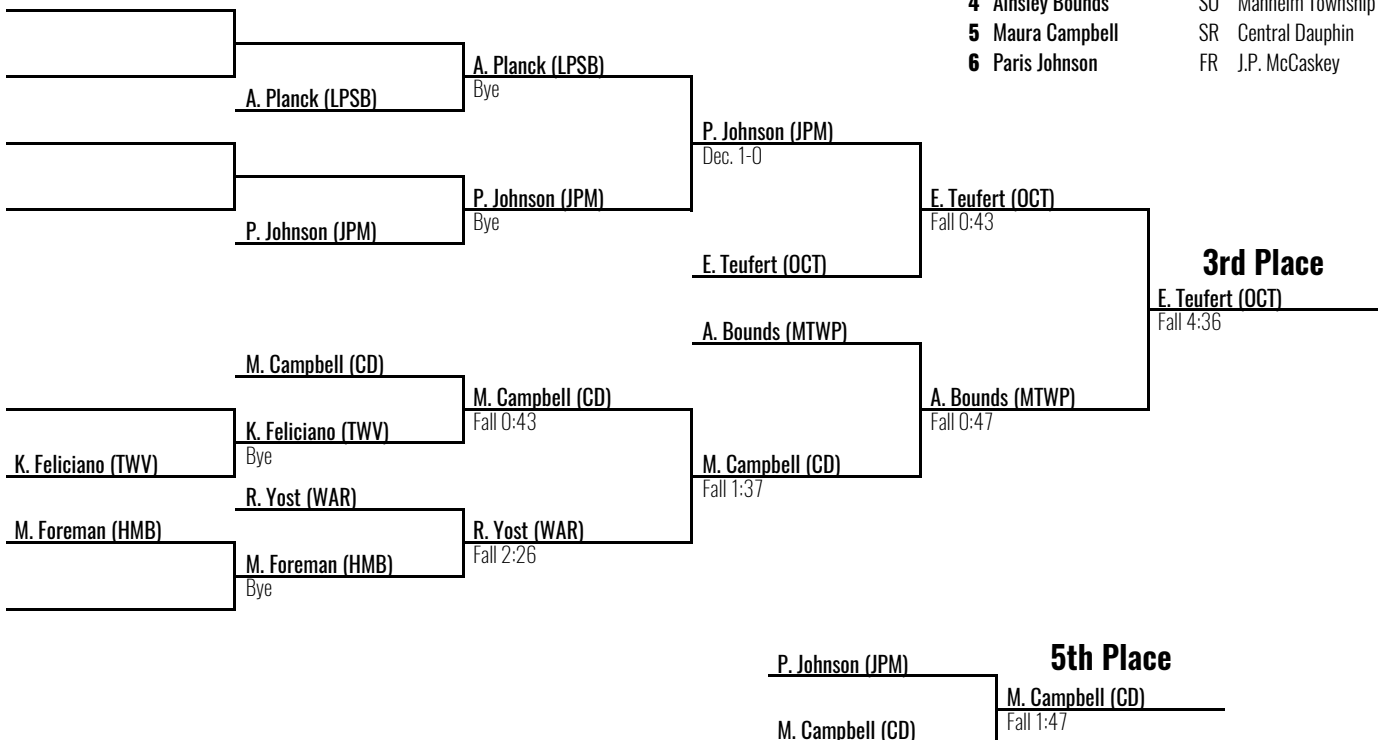 4 Ainsley Bounds SO Manheim Township
5 Maura Campbell SR Central Dauphin
6 Paris Johnson FR J.P. McCaskey
A. Planck (LPSB)
A. Planck (LPSB)
Bye
P. Johnson (JPM)
P. Johnson (JPM)
Bye
P. Johnson (JPM)
Dec. 1-0
E. Teufert (OCT)
E. Teufert (OCT)
Fall 0:43
3rd Place
E. Teufert (OCT)
Fall 4:36
A. Bounds (MTWP)
A. Bounds (MTWP)
Fall 0:47
M. Campbell (CD)
M. Campbell (CD)
Fall 0:43
K. Feliciano (TWV)
Bye
K. Feliciano (TWV)
M. Campbell (CD)
Fall 1:37
R. Yost (WAR)
R. Yost (WAR)
Fall 2:26
M. Foreman (HMB)
M. Foreman (HMB)
Bye
5th Place
P. Johnson (JPM)
M. Campbell (CD)
Fall 1:47
M. Campbell (CD)